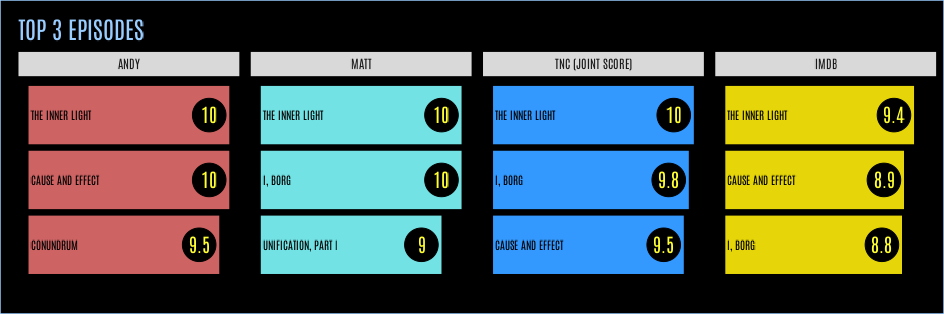 TOP 3 EPISODES
ANDY
MATT
TNC (JOINT SCORE)
IMDB
THE INNER LIGHT 10
THE INNER LIGHT 10
THE INNER LIGHT 10
THE INNER LIGHT 9.4
CAUSE AND EFFECT 10
I, BORG 10
I, BORG 9.8
CAUSE AND EFFECT 8.9
CONUNDRUM 9.5
UNIFICATION, PART I 9
CAUSE AND EFFECT 9.5
I, BORG 8.8